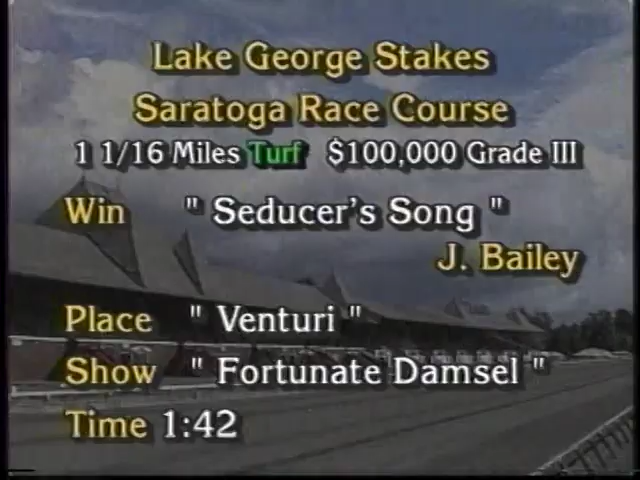 Lake George Stakes
Saratoga Race Course
1 1/16 Miles Turf $100,000 Grade III
Win " Seducer's Song "
J. Bailey
Place " Venturi "
Show " Fortunate Damsel "
Time 1:42